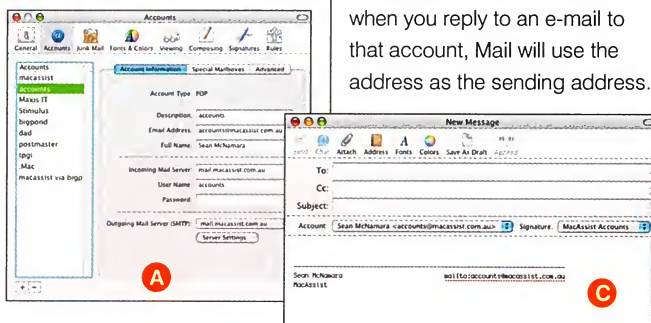 when you reply to an e-mail to
that account, Mail will use the
address as the sending address.
Accounts
General Accounts Junk Mail Fonts & Colors Viewing Composing Signatures Rules
Accounts
macassist
accounts
Maxis IT
Stimulus
bigpond
dad
postmaster
tpgi
.Mac
macassist via bigp
Account Information Special Mailboxes Advanced
Account Type POP
Description: accounts
Email Address: accounts@macassist.com.au
Full Name: Sean McNamara
Incoming Mail Server: mail.macassist.com.au
User Name accounts
Password
Outgoing Mail Server (SMTP): mail.macassist.com.au
Server Settings
A
New Message
Send Chat Attach Address Fonts Colors Save As Draft Append
To:
Cc:
Subject:
Account Sean McNamara <accounts@macassist.com.au> Signature: MacAssist Accounts
Sean McNamara mailto:accounts@macassist.com.au
MacAssist
C